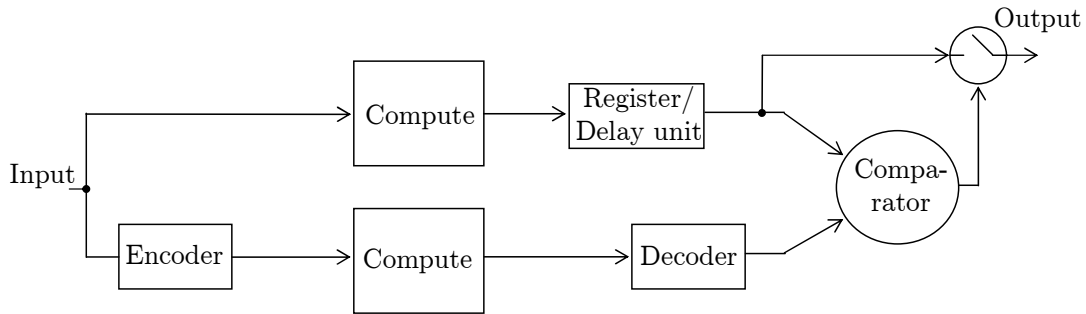 Output
Compute
Register/
Delay unit
Input
Compa-
rator
Encoder
Compute
Decoder